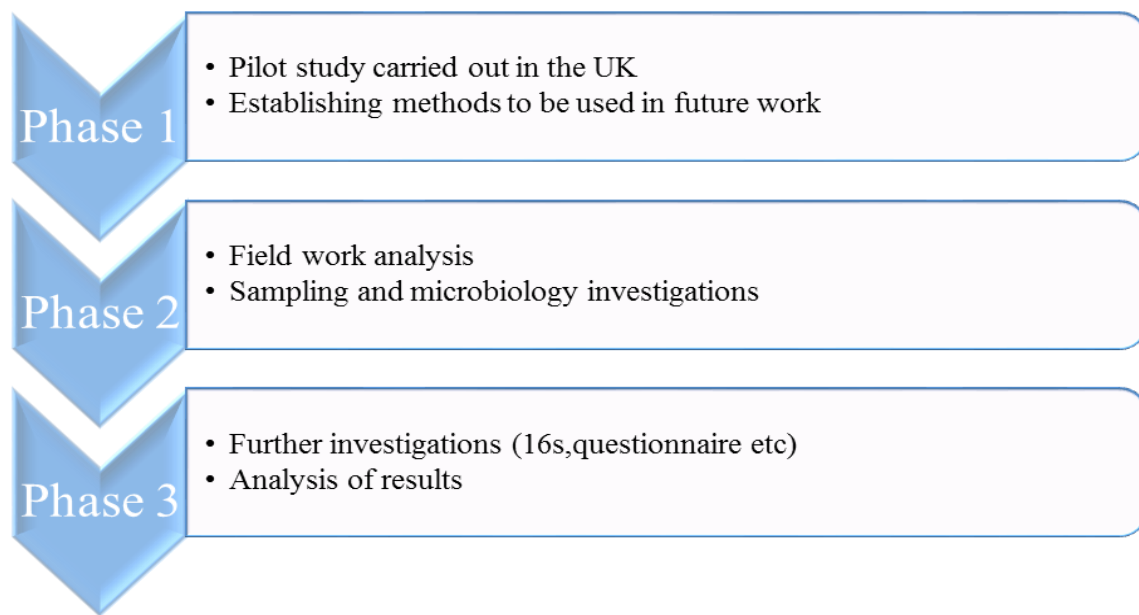 Phase 1
• Pilot study carried out in the UK
• Establishing methods to be used in future work
Phase 2
• Field work analysis
• Sampling and microbiology investigations
Phase 3
• Further investigations (16s,questionnaire etc)
• Analysis of results